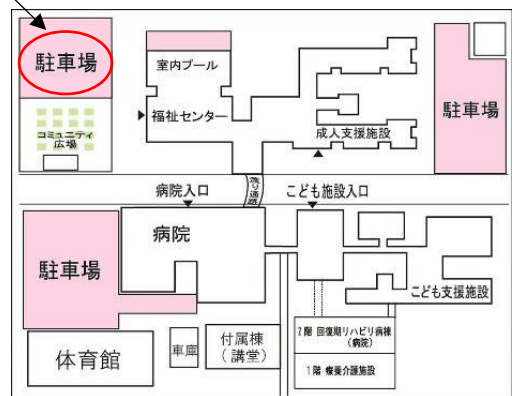 駐車場
室内プール
福祉センター
成人支援施設
駐車場
コミュニティ
広場
渡り通路
病院入口
こども施設入口
病院
駐車場
こども支援施設
体育館
車庫
付属棟
(講堂)
2階 回復期リハビリ病棟
(病院)
1階 療養介護施設